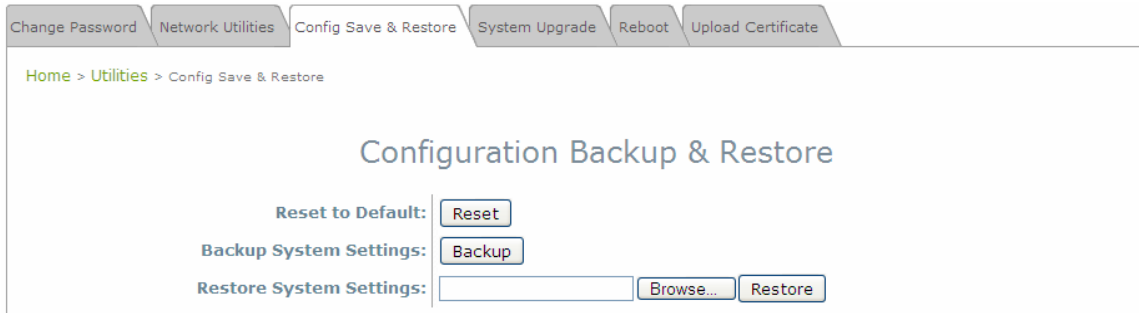 Change Password Network Utilities Config Save & Restore System Upgrade Reboot Upload Certificate
Home > Utilities > Config Save & Restore
Configuration Backup & Restore
Reset to Default: Reset
Backup System Settings: Backup
Restore System Settings: Browse... Restore